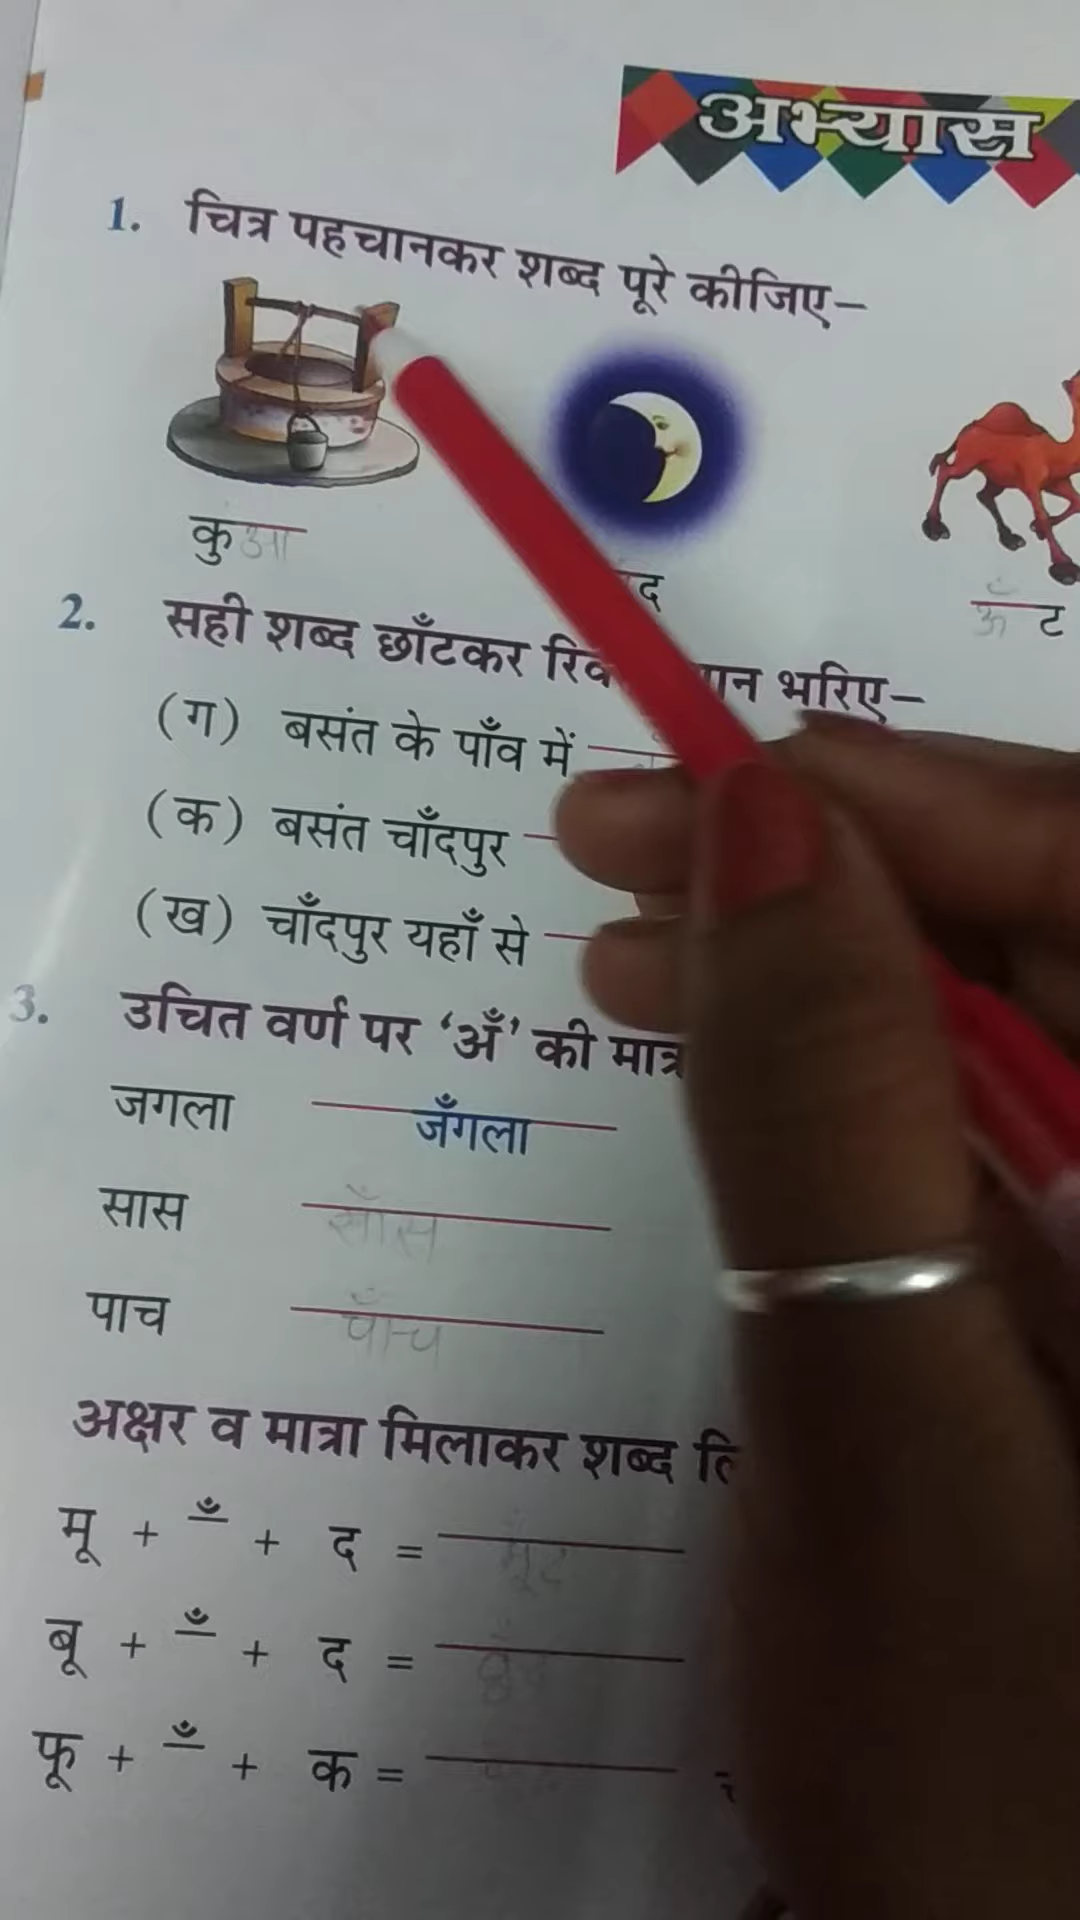 अभ्यास
1. चित्र पहचानकर शब्द पूरे कीजिए–
कुआ द ऊँट
2. सही शब्द छाँटकर भरिए–
(ग) बसंत के पाँव में
(क) बसंत चाँदपुर
(ख) चाँदपुर यहाँ से
3. उचित वर्ण पर ‘अँ’ की
जगला जँगला
सास साँस
पाच पाँच
अक्षर व मात्रा मिलाकर शब्द
मू + ँ + द =
बू + ँ + द =
फू + ँ + क =